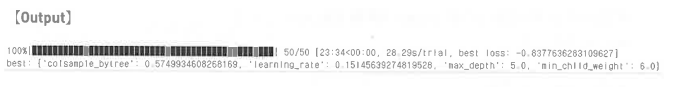 【Output】
100%|██████████| 50/50 [23:34<00:00, 28.29s/trial, best loss: -0.8377636283109627]
best: {'colsample_bytree': 0.5749934608268169, 'learning_rate': 0.15145639274819528, 'max_depth': 5.0, 'min_child_weight': 6.0}